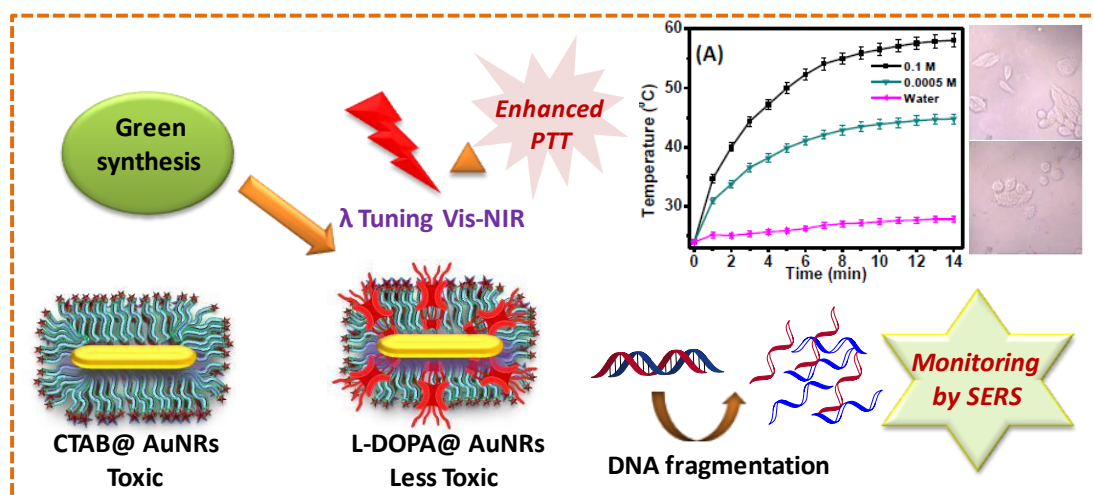 Green
synthesis
Enhanced
PTT
λ Tuning Vis-NIR
CTAB@ AuNRs
Toxic
L-DOPA@ AuNRs
Less Toxic
(A)
0.1 M
0.0005 M
Water
Temperature (°C)
60
50
40
30
0 2 4 6 8 10 12 14
Time (min)
DNA fragmentation
Monitoring
by SERS